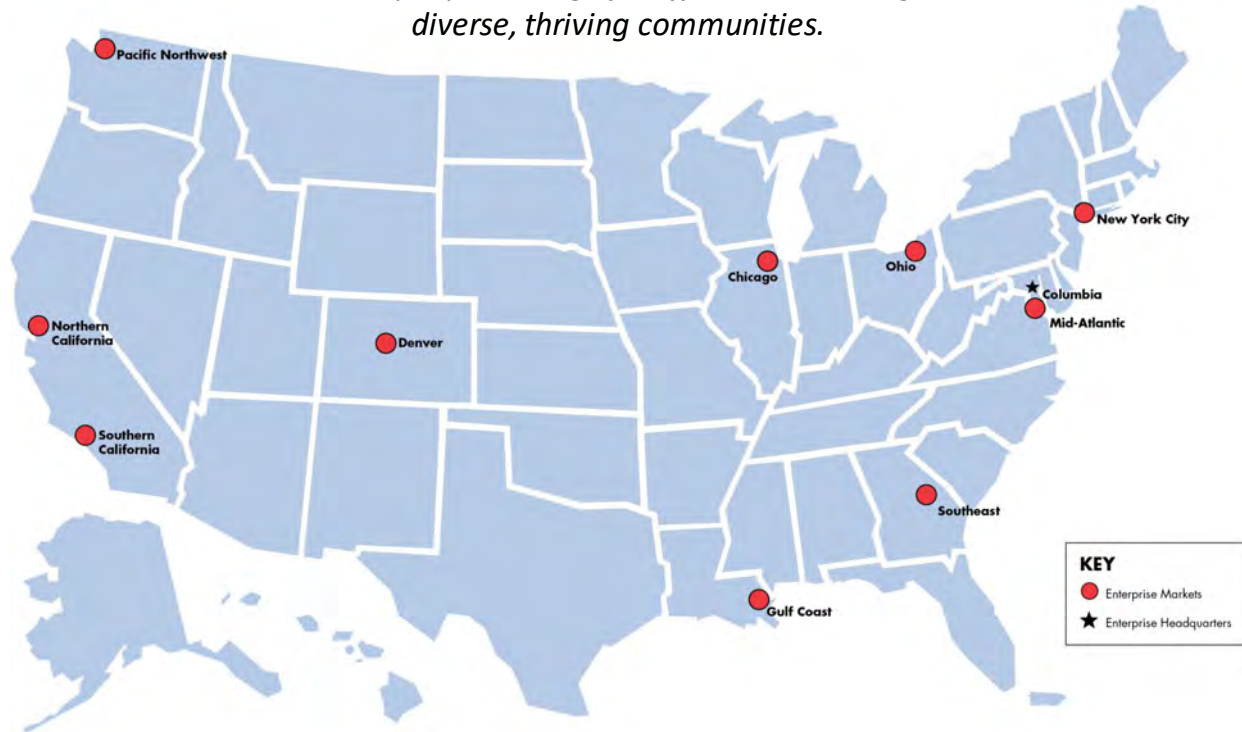 diverse, thriving communities.
Pacific Northwest
New York City
Ohio
Chicago
Columbia
Mid-Atlantic
Northern
California
Denver
Southern
California
Southeast
Gulf Coast
KEY
Enterprise Markets
Enterprise Headquarters